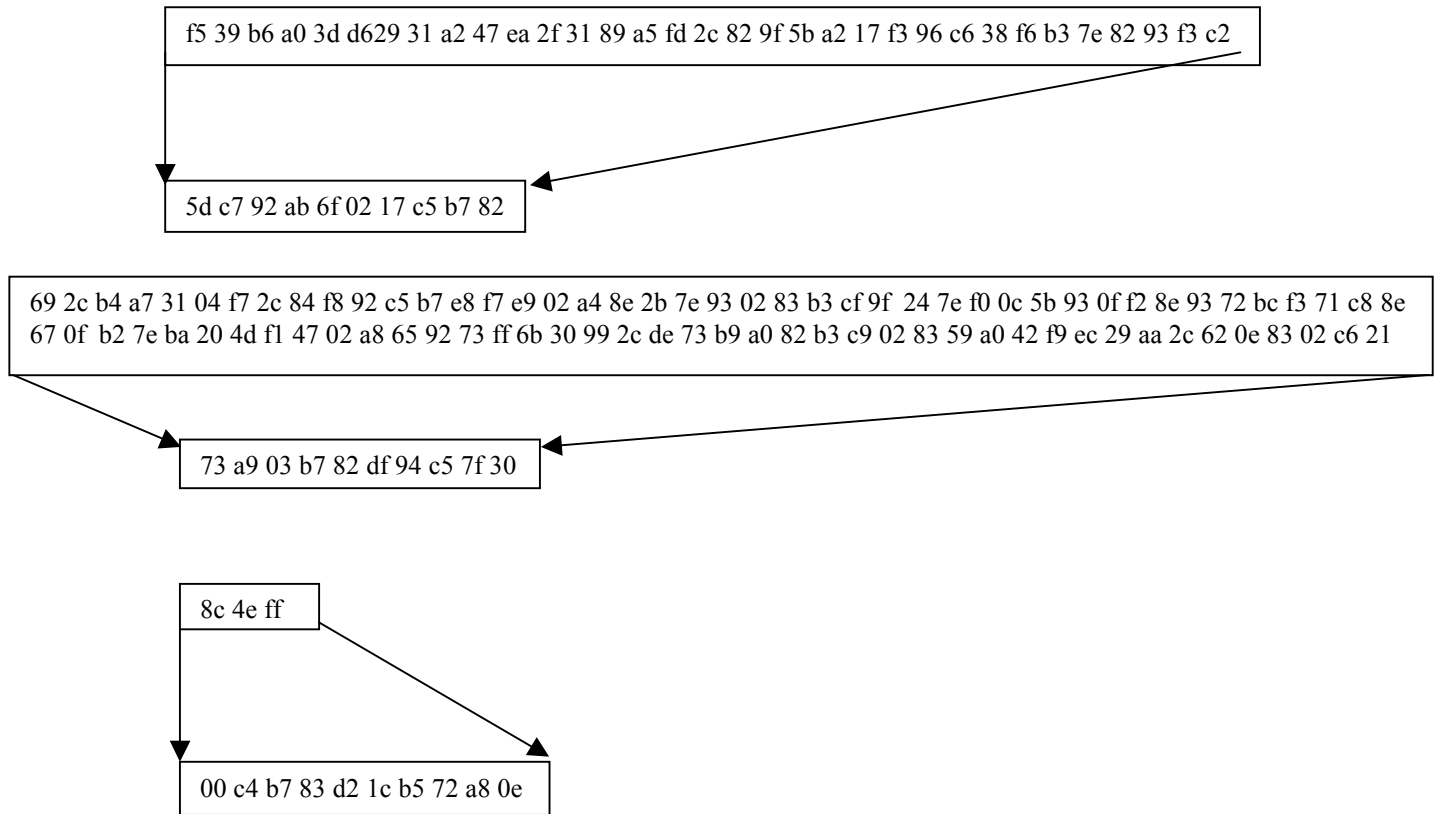 f5 39 b6 a0 3d d629 31 a2 47 ea 2f 31 89 a5 fd 2c 82 9f 5b a2 17 f3 96 c6 38 f6 b3 7e 82 93 f3 c2
5d c7 92 ab 6f 02 17 c5 b7 82
69 2c b4 a7 31 04 f7 2c 84 f8 92 c5 b7 e8 f7 e9 02 a4 8e 2b 7e 93 02 83 b3 cf 9f 24 7e f0 0c 5b 93 0f f2 8e 93 72 bc f3 71 c8 8e
67 0f b2 7e ba 20 4d f1 47 02 a8 65 92 73 ff 6b 30 99 2c de 73 b9 a0 82 b3 c9 02 83 59 a0 42 f9 ec 29 aa 2c 62 0e 83 02 c6 21
73 a9 03 b7 82 df 94 c5 7f 30
8c 4e ff
00 c4 b7 83 d2 1c b5 72 a8 0e